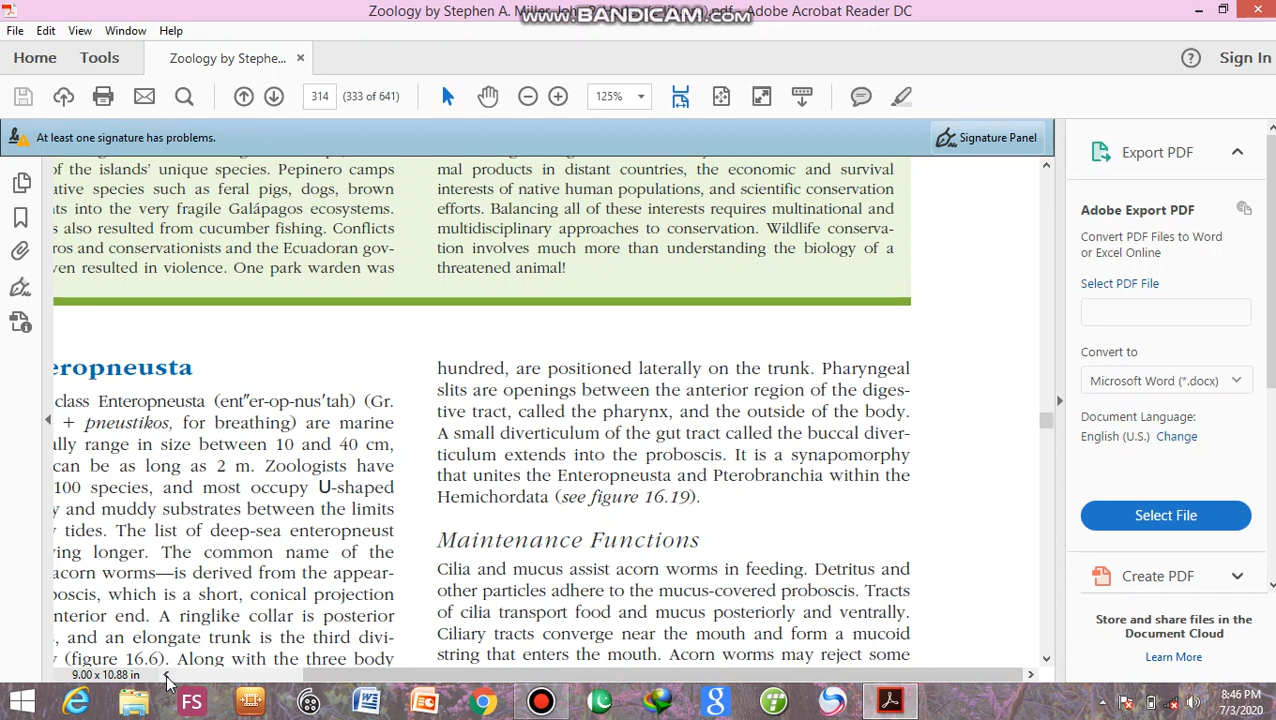 Zoology by Stephen A. Miller, John
.pdf - Adobe Acrobat Reader DC
www.BANDICAM.com
File Edit View Window Help
Home Tools Zoology by Stephe... × Sign In
314 (333 of 641) 125%
At least one signature has problems. Signature Panel
of the islands' unique species. Pepinero camps
ative species such as feral pigs, dogs, brown
ats into the very fragile Galápagos ecosystems.
s also resulted from cucumber fishing. Conflicts
ros and conservationists and the Ecuadoran gov-
ven resulted in violence. One park warden was
mal products in distant countries, the economic and survival
interests of native human populations, and scientific conservation
efforts. Balancing all of these interests requires multinational and
multidisciplinary approaches to conservation. Wildlife conserva-
tion involves much more than understanding the biology of a
threatened animal!
eropneusta
class Enteropneusta (ent″er-op-nus′tah) (Gr.
+ pneustikos, for breathing) are marine
ally range in size between 10 and 40 cm,
can be as long as 2 m. Zoologists have
100 species, and most occupy U-shaped
y and muddy substrates between the limits
y tides. The list of deep-sea enteropneust
ving longer. The common name of the
acorn worms—is derived from the appear-
boscis, which is a short, conical projection
nterior end. A ringlike collar is posterior
s, and an elongate trunk is the third divi-
y (figure 16.6). Along with the three body
hundred, are positioned laterally on the trunk. Pharyngeal
slits are openings between the anterior region of the diges-
tive tract, called the pharynx, and the outside of the body.
A small diverticulum of the gut tract called the buccal diver-
ticulum extends into the proboscis. It is a synapomorphy
that unites the Enteropneusta and Pterobranchia within the
Hemichordata (see figure 16.19).
Maintenance Functions
Cilia and mucus assist acorn worms in feeding. Detritus and
other particles adhere to the mucus-covered proboscis. Tracts
of cilia transport food and mucus posteriorly and ventrally.
Ciliary tracts converge near the mouth and form a mucoid
string that enters the mouth. Acorn worms may reject some
9.00 x 10.88 in
Export PDF
Adobe Export PDF
Convert PDF Files to Word
or Excel Online
Select PDF File
Convert to
Microsoft Word (*.docx)
Document Language:
English (U.S.) Change
Select File
Create PDF
Store and share files in the
Document Cloud
Learn More
FS
8:46 PM
7/3/2020